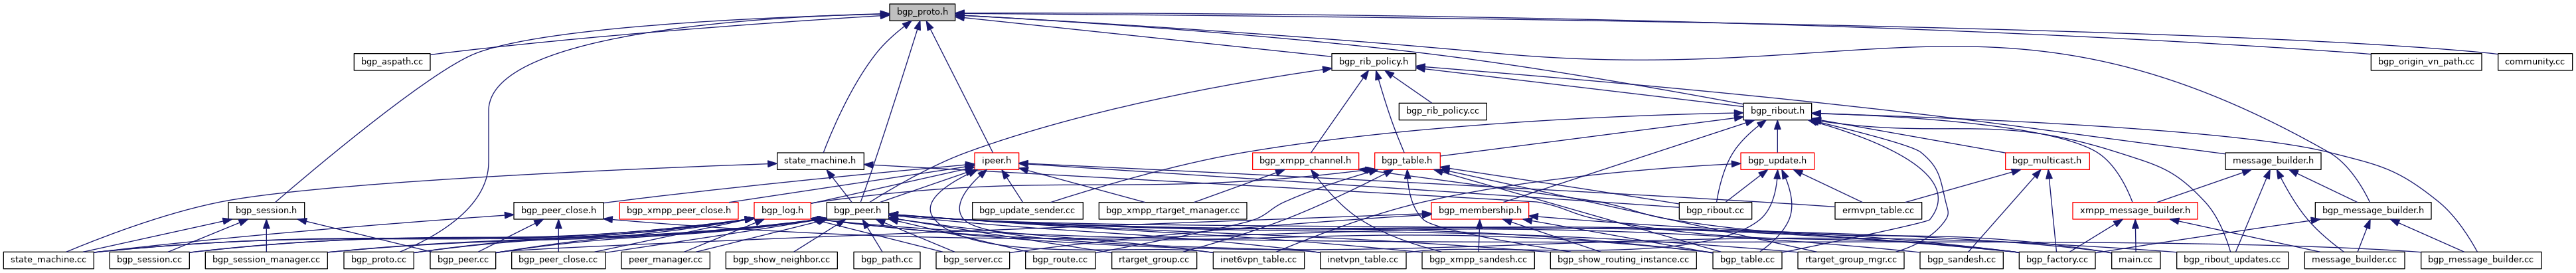 bgp_proto.h
bgp_aspath.cc
bgp_rib_policy.h
bgp_origin_vn_path.cc
community.cc
bgp_rib_policy.cc
bgp_ribout.h
state_machine.h
ipeer.h
bgp_xmpp_channel.h
bgp_table.h
bgp_update.h
bgp_multicast.h
message_builder.h
bgp_session.h
bgp_peer_close.h
bgp_xmpp_peer_close.h
bgp_log.h
bgp_peer.h
bgp_update_sender.cc
bgp_xmpp_rtarget_manager.cc
bgp_membership.h
bgp_ribout.cc
ermvpn_table.cc
xmpp_message_builder.h
bgp_message_builder.h
state_machine.cc
bgp_session.cc
bgp_session_manager.cc
bgp_proto.cc
bgp_peer.cc
bgp_peer_close.cc
peer_manager.cc
bgp_show_neighbor.cc
bgp_path.cc
bgp_server.cc
bgp_route.cc
rtarget_group.cc
inet6vpn_table.cc
inetvpn_table.cc
bgp_xmpp_sandesh.cc
bgp_show_routing_instance.cc
bgp_table.cc
rtarget_group_mgr.cc
bgp_sandesh.cc
bgp_factory.cc
main.cc
bgp_ribout_updates.cc
message_builder.cc
bgp_message_builder.cc